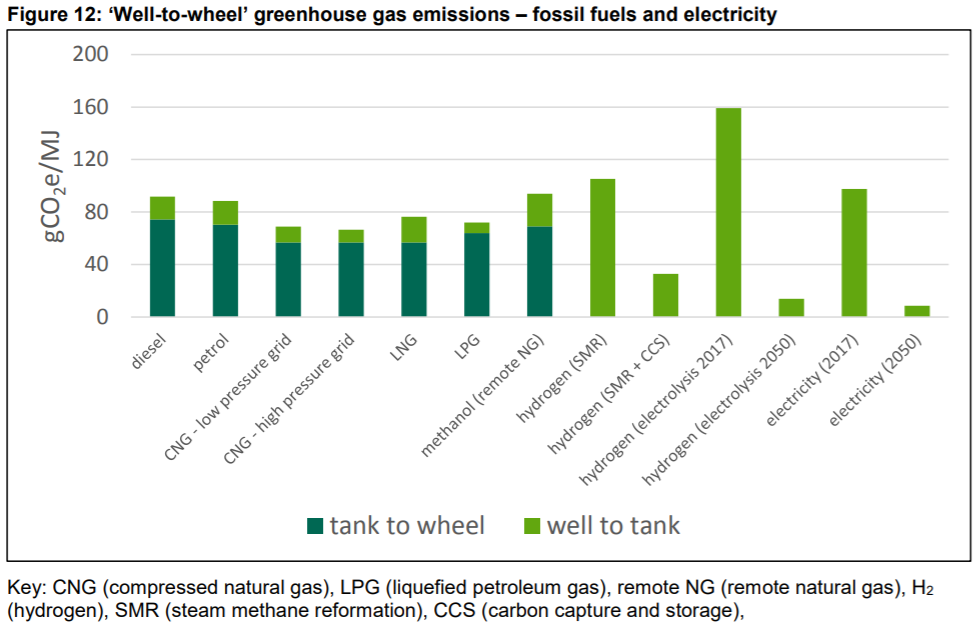 Figure 12: ‘Well-to-wheel’ greenhouse gas emissions – fossil fuels and electricity
200
160
120
80
40
0
gCO₂e/MJ
diesel
petrol
CNG - low pressure grid
CNG - high pressure grid
LNG
LPG
methanol (remote NG)
hydrogen (SMR)
hydrogen (SMR + CCS)
hydrogen (electrolysis 2017)
hydrogen (electrolysis 2050)
electricity (2017)
electricity (2050)
tank to wheel
well to tank
Key: CNG (compressed natural gas), LPG (liquefied petroleum gas), remote NG (remote natural gas), H₂
(hydrogen), SMR (steam methane reformation), CCS (carbon capture and storage),